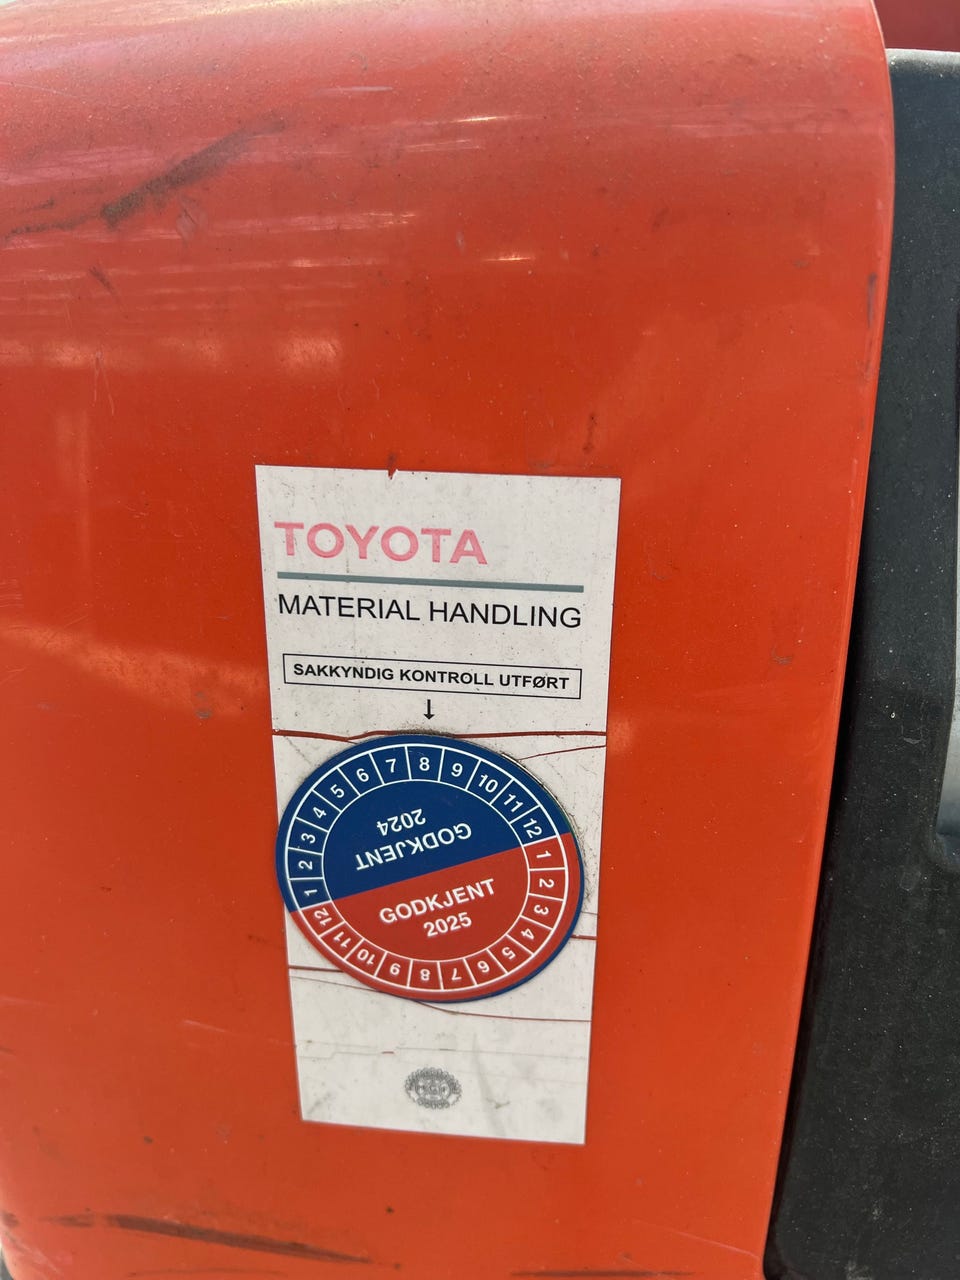 TOYOTA
MATERIAL HANDLING
SAKKYNDIG KONTROLL UTFØRT
1 2 3 4 5 6 7 8 9 10 11 12
GODKJENT
2024
GODKJENT
2025
1 2 3 4 5 6 7 8 9 10 11 12